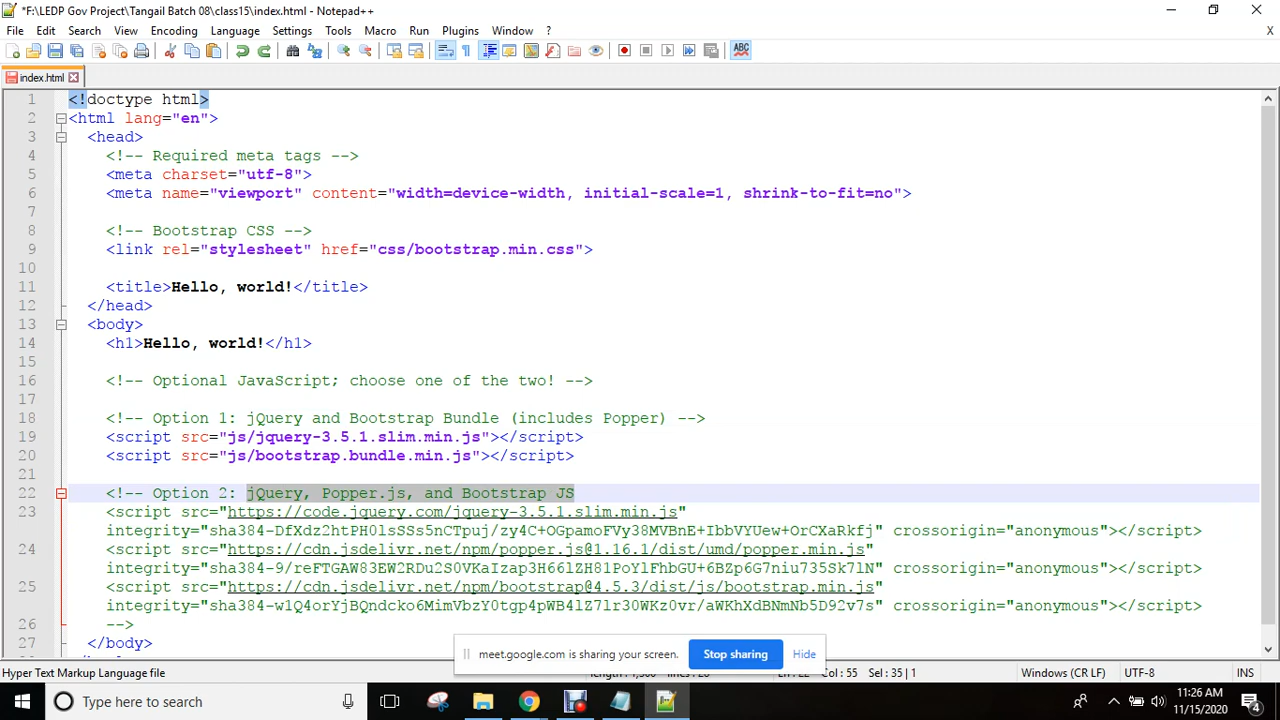 *F:\LEDP Gov Project\Tangail Batch 08\class15\index.html - Notepad++
File Edit Search View Encoding Language Settings Tools Macro Run Plugins Window ?
X
ABC
index.html
1 <!doctype html>
2 <html lang="en">
3 <head>
4 <!-- Required meta tags -->
5 <meta charset="utf-8">
6 <meta name="viewport" content="width=device-width, initial-scale=1, shrink-to-fit=no">
7
8 <!-- Bootstrap CSS -->
9 <link rel="stylesheet" href="css/bootstrap.min.css">
10
11 <title>Hello, world!</title>
12 </head>
13 <body>
14 <h1>Hello, world!</h1>
15
16 <!-- Optional JavaScript; choose one of the two! -->
17
18 <!-- Option 1: jQuery and Bootstrap Bundle (includes Popper) -->
19 <script src="js/jquery-3.5.1.slim.min.js"></script>
20 <script src="js/bootstrap.bundle.min.js"></script>
21
22 <!-- Option 2: jQuery, Popper.js, and Bootstrap JS
23 <script src="https://code.jquery.com/jquery-3.5.1.slim.min.js"
integrity="sha384-DfXdz2htPH0lsSSs5nCTpuj/zy4C+OGpamoFVy38MVBnE+IbbVYUew+OrCXaRkfj" crossorigin="anonymous"></script>
24 <script src="https://cdn.jsdelivr.net/npm/popper.js@1.16.1/dist/umd/popper.min.js"
integrity="sha384-9/reFTGAW83EW2RDu2S0VKaIzap3H66lZH81PoYlFhbGU+6BZp6G7niu735Sk7lN" crossorigin="anonymous"></script>
25 <script src="https://cdn.jsdelivr.net/npm/bootstrap@4.5.3/dist/js/bootstrap.min.js"
integrity="sha384-w1Q4orYjBQndcko6MimVbzY0tgp4pWB4lZ7lr30WKz0vr/aWKhXdBNmNb5D92v7s" crossorigin="anonymous"></script>
26 -->
27 </body>
meet.google.com is sharing your screen. Stop sharing Hide
Hyper Text Markup Language file Col : 55 Sel : 35 | 1 Windows (CR LF) UTF-8 INS
Type here to search
11:26 AM
11/15/2020
4